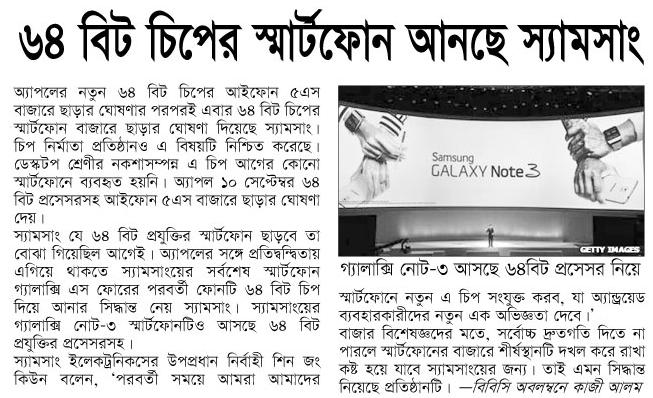 ৬৪ বিট চিপের স্মার্টফোন আনছে স্যামসাং
অ্যাপলের নতুন ৬৪ বিট চিপের আইফোন ৫এস
বাজারে ছাড়ার ঘোষণার পরপরই এবার ৬৪ বিট চিপের
স্মার্টফোন বাজারে ছাড়ার ঘোষণা দিয়েছে স্যামসাং।
চিপ নির্মাতা প্রতিষ্ঠানও এ বিষয়টি নিশ্চিত করেছে।
ডেস্কটপ শ্রেণীর নকশাসম্পন্ন এ চিপ আগের কোনো
স্মার্টফোনে ব্যবহৃত হয়নি। অ্যাপল ১০ সেপ্টেম্বর ৬৪
বিট প্রসেসরসহ আইফোন ৫এস বাজারে ছাড়ার ঘোষণা
দেয়।
স্যামসাং যে ৬৪ বিট প্রযুক্তির স্মার্টফোন ছাড়বে তা
বোঝা গিয়েছিল আগেই। অ্যাপলের সঙ্গে প্রতিদ্বন্দ্বিতায়
এগিয়ে থাকতে স্যামসাংয়ের সর্বশেষ স্মার্টফোন
গ্যালাক্সি এস ফোরের পরবর্তী ফোনটি ৬৪ বিট চিপ
দিয়ে আনার সিদ্ধান্ত নেয় স্যামসাং। স্যামসাংয়ের
গ্যালাক্সি নোট-৩ স্মার্টফোনটিও আসছে ৬৪ বিট
প্রযুক্তির প্রসেসরসহ।
স্যামসাং ইলেকট্রনিকসের উপপ্রধান নির্বাহী শিন জং
কিউন বলেন, ‘পরবর্তী সময়ে আমরা আমাদের
Samsung
GALAXY Note 3
GETTY IMAGES
গ্যালাক্সি নোট-৩ আসছে ৬৪বিট প্রসেসর নিয়ে
স্মার্টফোনে নতুন এ চিপ সংযুক্ত করব, যা অ্যান্ড্রয়েড
ব্যবহারকারীদের নতুন এক অভিজ্ঞতা দেবে।’
বাজার বিশেষজ্ঞদের মতে, সর্বোচ্চ দ্রুতগতি দিতে না
পারলে স্মার্টফোনের বাজারে শীর্ষস্থানটি দখল করে রাখা
কষ্ট হয়ে যাবে স্যামসাংয়ের জন্য। তাই এমন সিদ্ধান্ত
নিয়েছে প্রতিষ্ঠানটি। —বিবিসি অবলম্বনে কাজী আলম